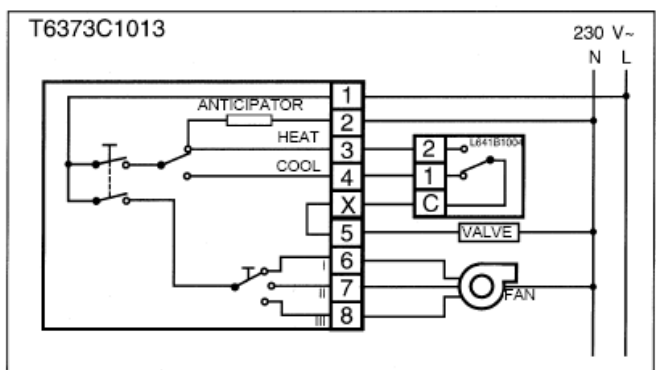 T6373C1013
230 V~
N L
1
ANTICIPATOR
2
HEAT
3
2
L641B1004
COOL
4
1
X
C
5
VALVE
I
6
II
7
FAN
III
8